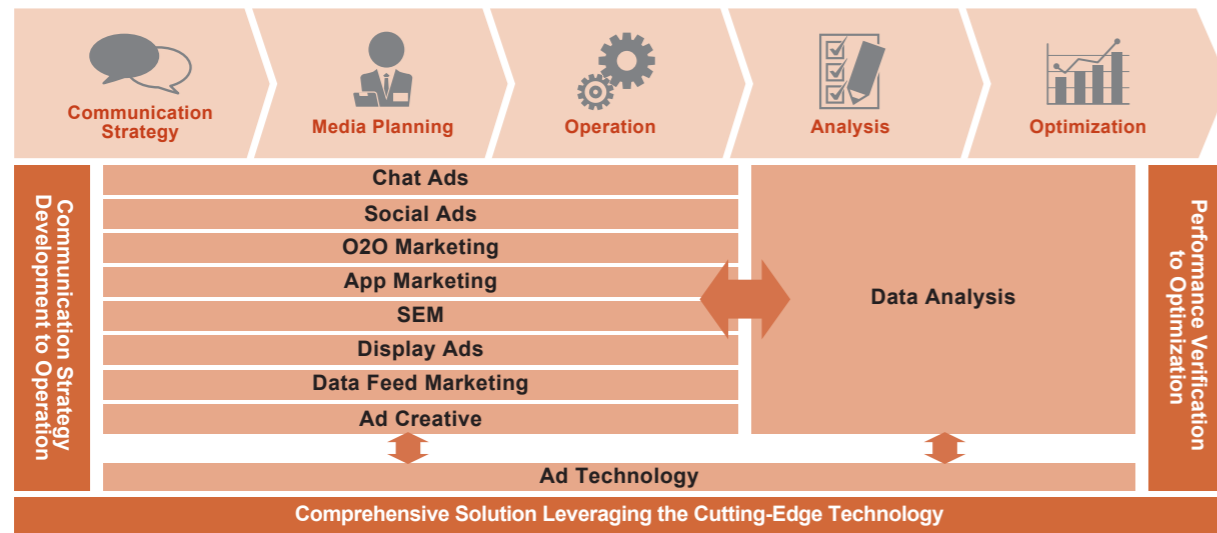 Communication
Strategy
Media Planning
Operation
Analysis
Optimization
Communication Strategy
Development to Operation
Chat Ads
Social Ads
O2O Marketing
App Marketing
SEM
Display Ads
Data Feed Marketing
Ad Creative
Data Analysis
Performance Verification
to Optimization
Ad Technology
Comprehensive Solution Leveraging the Cutting-Edge Technology